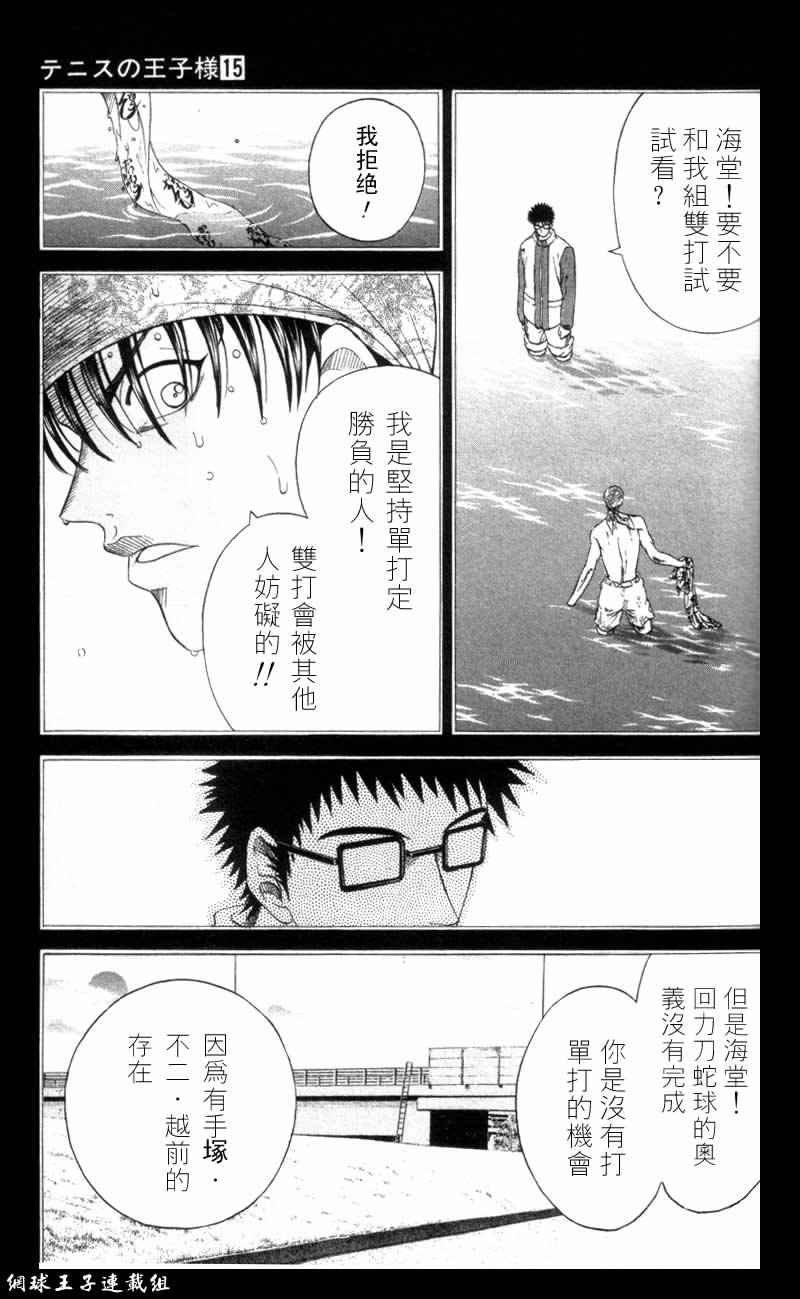 テニスの王子様15
海堂！要不要
和我組雙打試
試看？
我拒绝！
我是堅持單打定
勝負的人！
雙打會被其他
人妨礙的！！
但是海堂！
回力刀蛇球的奧
義沒有完成
你是沒有打
單打的機會
因爲有手塚．
不二．越前的
存在
網球王子連載組